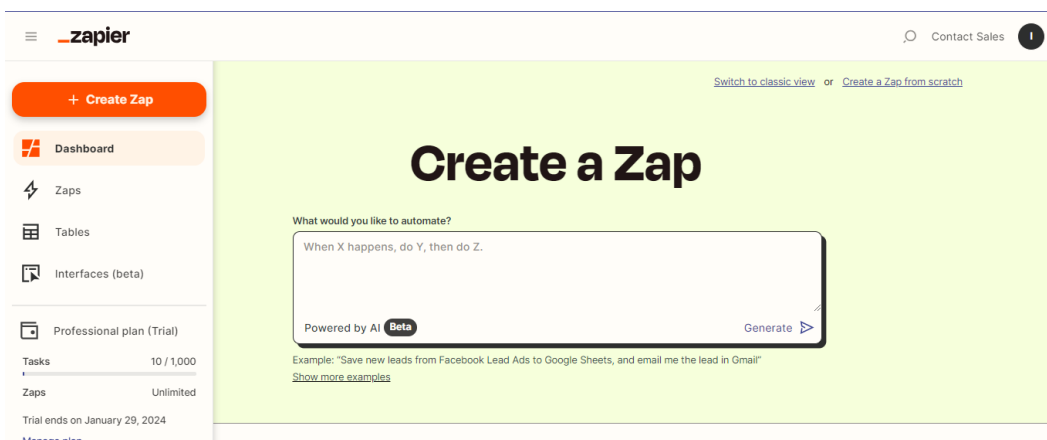 _zapier
Contact Sales
I
+ Create Zap
Switch to classic view or Create a Zap from scratch
Dashboard
Zaps
Tables
Interfaces (beta)
Professional plan (Trial)
Tasks 10 / 1,000
Zaps Unlimited
Trial ends on January 29, 2024
Manage plan
Create a Zap
What would you like to automate?
When X happens, do Y, then do Z.
Powered by AI Beta
Generate
Example: “Save new leads from Facebook Lead Ads to Google Sheets, and email me the lead in Gmail”
Show more examples